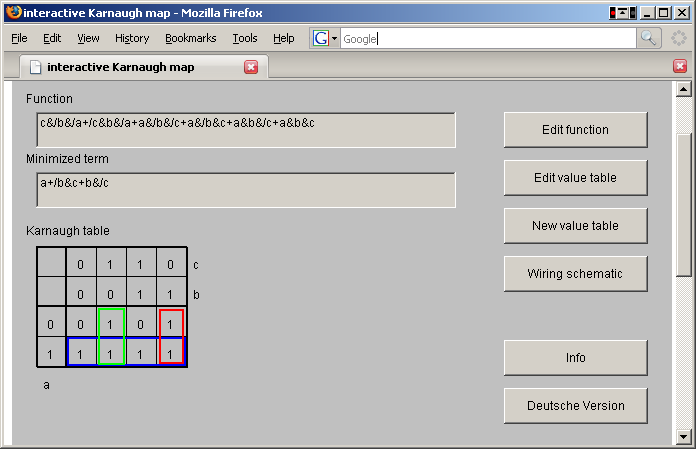 interactive Karnaugh map - Mozilla Firefox
File Edit View History Bookmarks Tools Help G Google
interactive Karnaugh map
Function
c&/b&/a+/c&b&/a+a&/b&/c+a&/b&c+a&b&/c+a&b&c
Edit function
Minimized term
a+/b&c+b&/c
Edit value table
New value table
Karnaugh table
0 1 1 0 c
Wiring schematic
0 0 1 1 b
0 0 1 0 1
1 1 1 1 1
Info
a
Deutsche Version